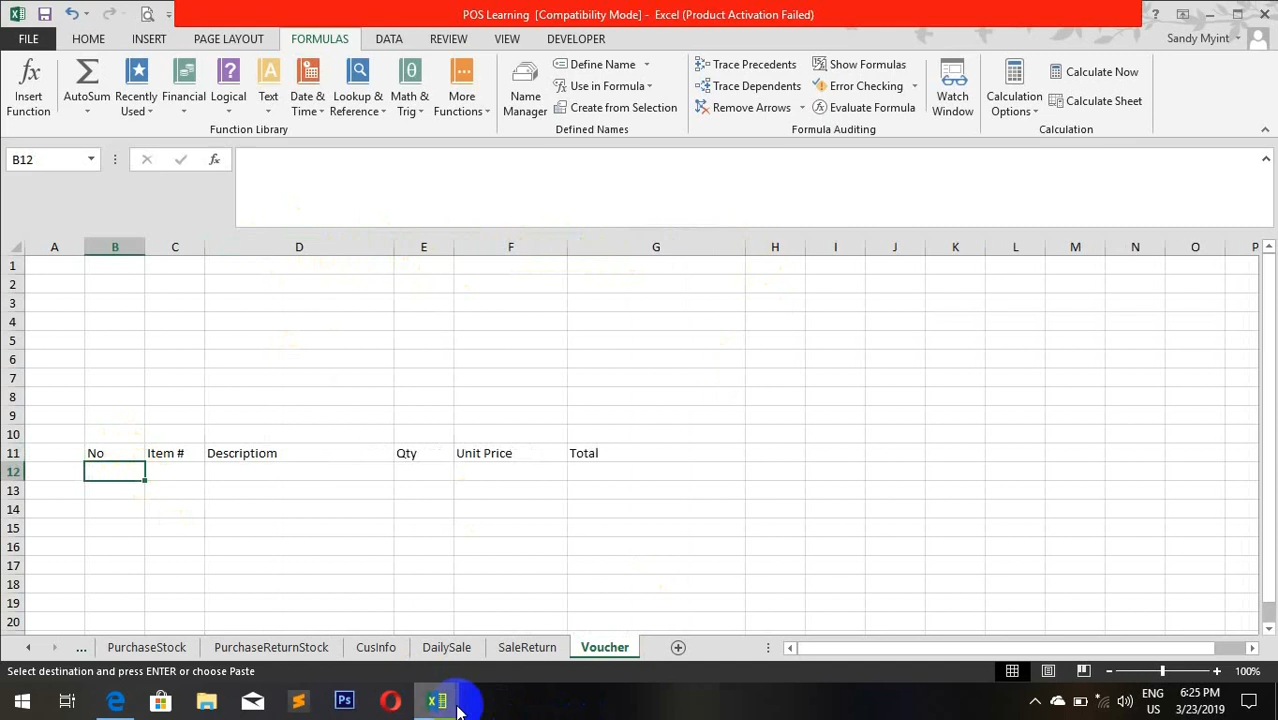 POS Learning [Compatibility Mode] - Excel (Product Activation Failed)
FILE HOME INSERT PAGE LAYOUT FORMULAS DATA REVIEW VIEW DEVELOPER Sandy Myint
Insert Function
AutoSum
Recently Used
Financial
Logical
Text
Date & Time
Lookup & Reference
Math & Trig
More Functions
Function Library
Name Manager
Define Name
Use in Formula
Create from Selection
Defined Names
Trace Precedents
Trace Dependents
Remove Arrows
Show Formulas
Error Checking
Evaluate Formula
Formula Auditing
Watch Window
Calculation Options
Calculate Now
Calculate Sheet
Calculation
B12
fx
A B C D E F G H I J K L M N O P
1
2
3
4
5
6
7
8
9
10
11 No Item # Descriptiom Qty Unit Price Total
12
13
14
15
16
17
18
19
20
... PurchaseStock PurchaseReturnStock CusInfo DailySale SaleReturn Voucher
Select destination and press ENTER or choose Paste 100%
Ps
ENG 6:25 PM
US 3/23/2019